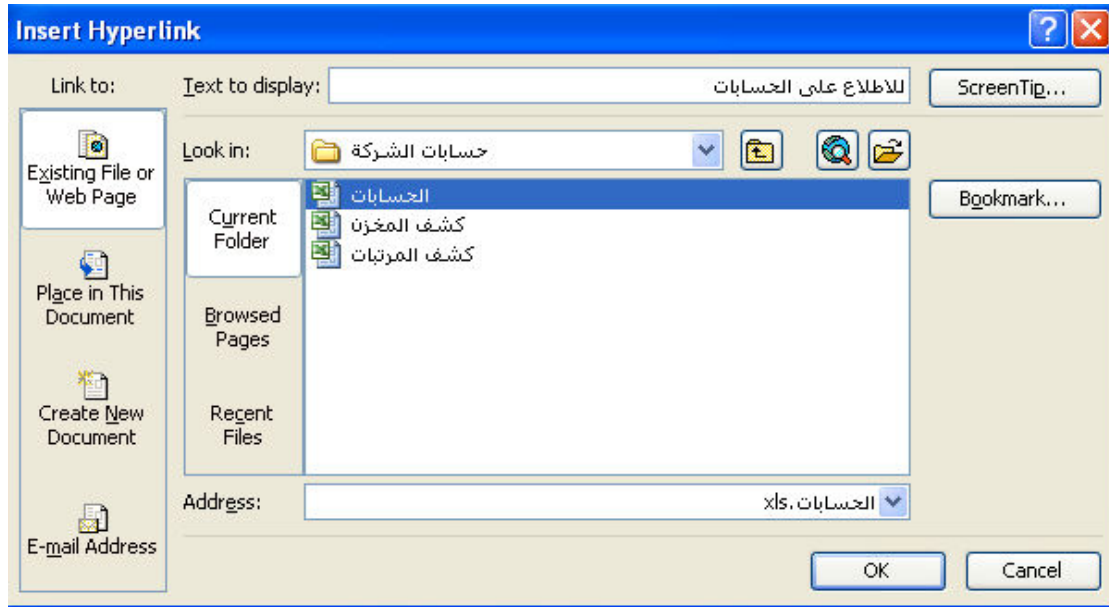 Insert Hyperlink
Link to:
Text to display: للاطلاع على الحسابات
ScreenTip...
Existing File or
Web Page
Place in This
Document
Create New
Document
E-mail Address
Look in: حسابات الشركة
Current
Folder
Browsed
Pages
Recent
Files
الحسابات
كشف المخزن
كشف المرتبات
Bookmark...
Address: الحسابات.xls
OK
Cancel